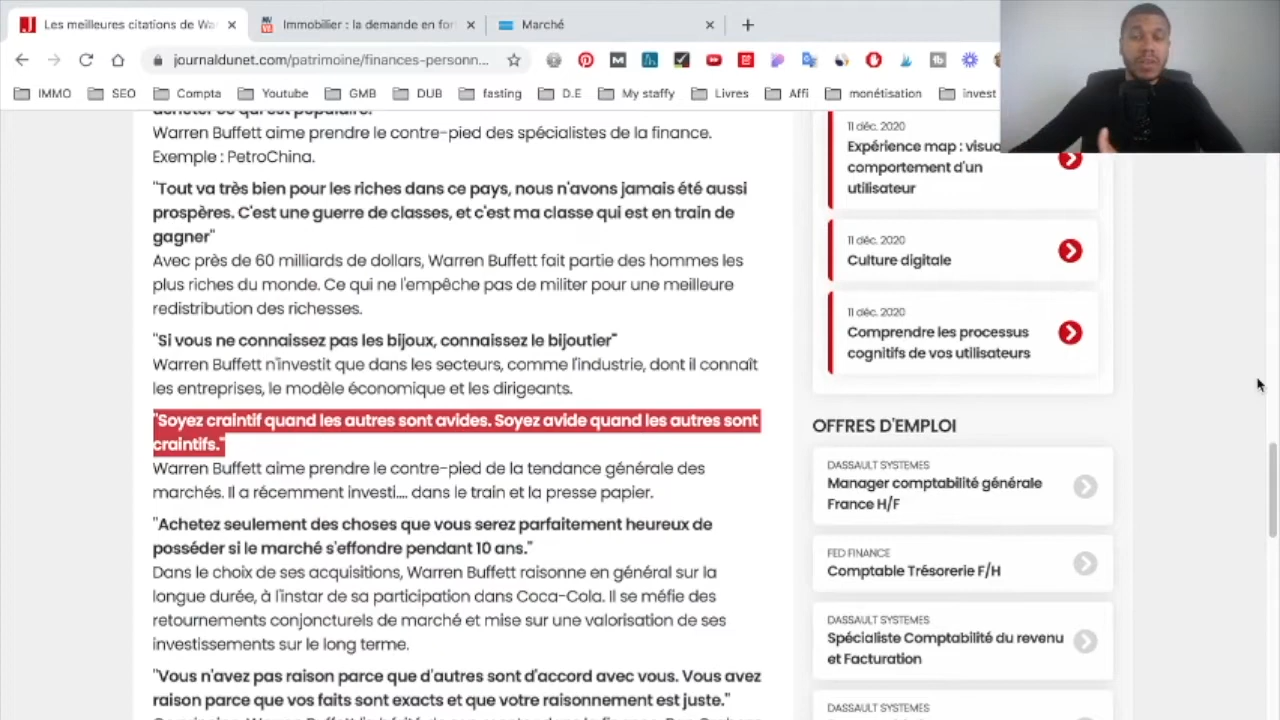 Les meilleures citations de Wa
Immobilier : la demande en for
Marché
journaldunet.com/patrimoine/finances-personn...
IMMO
SEO
Compta
Youtube
GMB
DUB
fasting
D.E
My staffy
Livres
Affi
monétisation
invest
acheter ce qui est populaire.
Warren Buffett aime prendre le contre-pied des spécialistes de la finance.
Exemple : PetroChina.
"Tout va très bien pour les riches dans ce pays, nous n'avons jamais été aussi
prospères. C'est une guerre de classes, et c'est ma classe qui est en train de
gagner"
Avec près de 60 milliards de dollars, Warren Buffett fait partie des hommes les
plus riches du monde. Ce qui ne l'empêche pas de militer pour une meilleure
redistribution des richesses.
"Si vous ne connaissez pas les bijoux, connaissez le bijoutier"
Warren Buffett n'investit que dans les secteurs, comme l'industrie, dont il connaît
les entreprises, le modèle économique et les dirigeants.
"Soyez craintif quand les autres sont avides. Soyez avide quand les autres sont
craintifs."
Warren Buffett aime prendre le contre-pied de la tendance générale des
marchés. Il a récemment investi.... dans le train et la presse papier.
"Achetez seulement des choses que vous serez parfaitement heureux de
posséder si le marché s'effondre pendant 10 ans."
Dans le choix de ses acquisitions, Warren Buffett raisonne en général sur la
longue durée, à l'instar de sa participation dans Coca-Cola. Il se méfie des
retournements conjoncturels de marché et mise sur une valorisation de ses
investissements sur le long terme.
"Vous n'avez pas raison parce que d'autres sont d'accord avec vous. Vous avez
raison parce que vos faits sont exacts et que votre raisonnement est juste."
11 déc. 2020
Expérience map : visua
comportement d'un
utilisateur
11 déc. 2020
Culture digitale
11 déc. 2020
Comprendre les processus
cognitifs de vos utilisateurs
OFFRES D'EMPLOI
DASSAULT SYSTEMES
Manager comptabilité générale
France H/F
FED FINANCE
Comptable Trésorerie F/H
DASSAULT SYSTEMES
Spécialiste Comptabilité du revenu
et Facturation
DASSAULT SYSTEMES